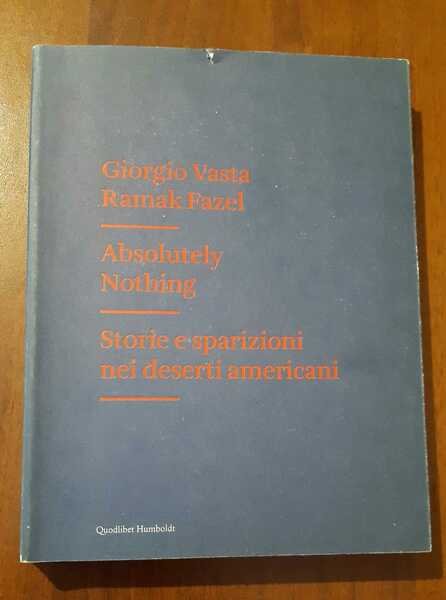 Giorgio Vasta
Ramak Fazel
Absolutely
Nothing
Storie e sparizioni
nei deserti americani
Quodlibet Humboldt